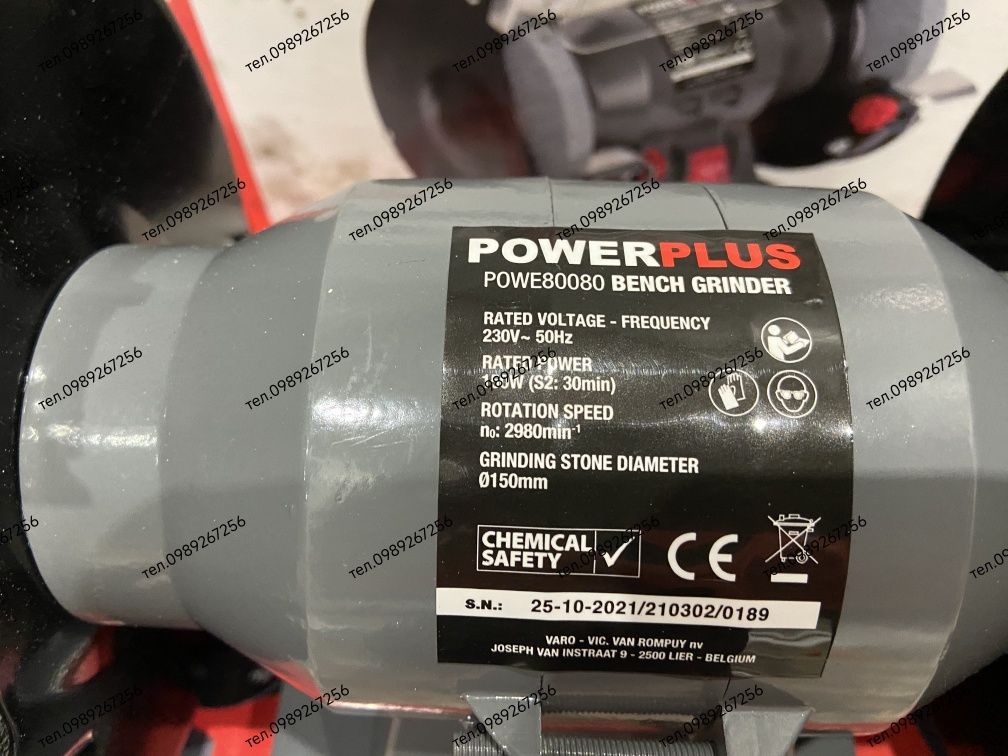 POWERPLUS
POWE80080 BENCH GRINDER
RATED VOLTAGE - FREQUENCY
230V~ 50Hz
RATED POWER
(S2: 30min)
ROTATION SPEED
n₀: 2980min⁻¹
GRINDING STONE DIAMETER
Ø150mm
CHEMICAL
SAFETY
CE
S.N.: 25-10-2021/210302/0189
VARO - VIC. VAN ROMPUY nv
JOSEPH VAN INSTRAAT 9 - 2500 LIER - BELGIUM
тел.0989267256